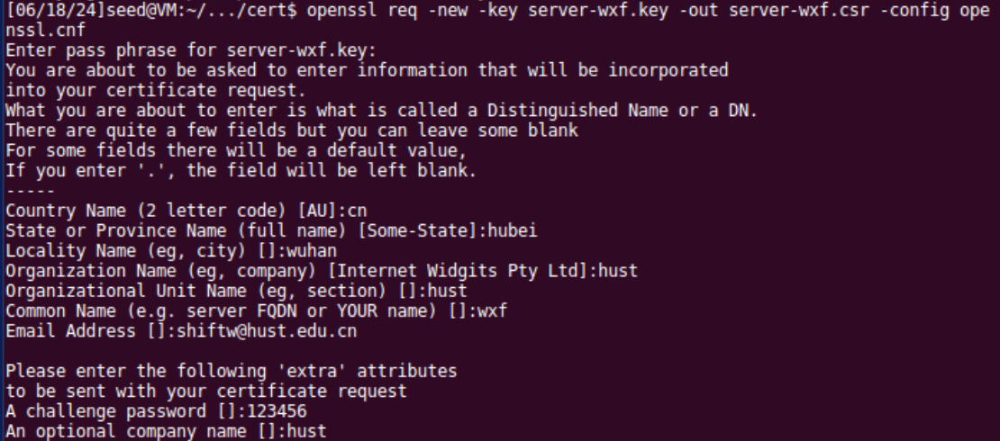 [06/18/24]seed@VM:~/.../cert$ openssl req -new -key server-wxf.key -out server-wxf.csr -config ope
nssl.cnf
Enter pass phrase for server-wxf.key:
You are about to be asked to enter information that will be incorporated
into your certificate request.
What you are about to enter is what is called a Distinguished Name or a DN.
There are quite a few fields but you can leave some blank
For some fields there will be a default value,
If you enter '.', the field will be left blank.
-----
Country Name (2 letter code) [AU]:cn
State or Province Name (full name) [Some-State]:hubei
Locality Name (eg, city) []:wuhan
Organization Name (eg, company) [Internet Widgits Pty Ltd]:hust
Organizational Unit Name (eg, section) []:hust
Common Name (e.g. server FQDN or YOUR name) []:wxf
Email Address []:shiftw@hust.edu.cn

Please enter the following 'extra' attributes
to be sent with your certificate request
A challenge password []:123456
An optional company name []:hust